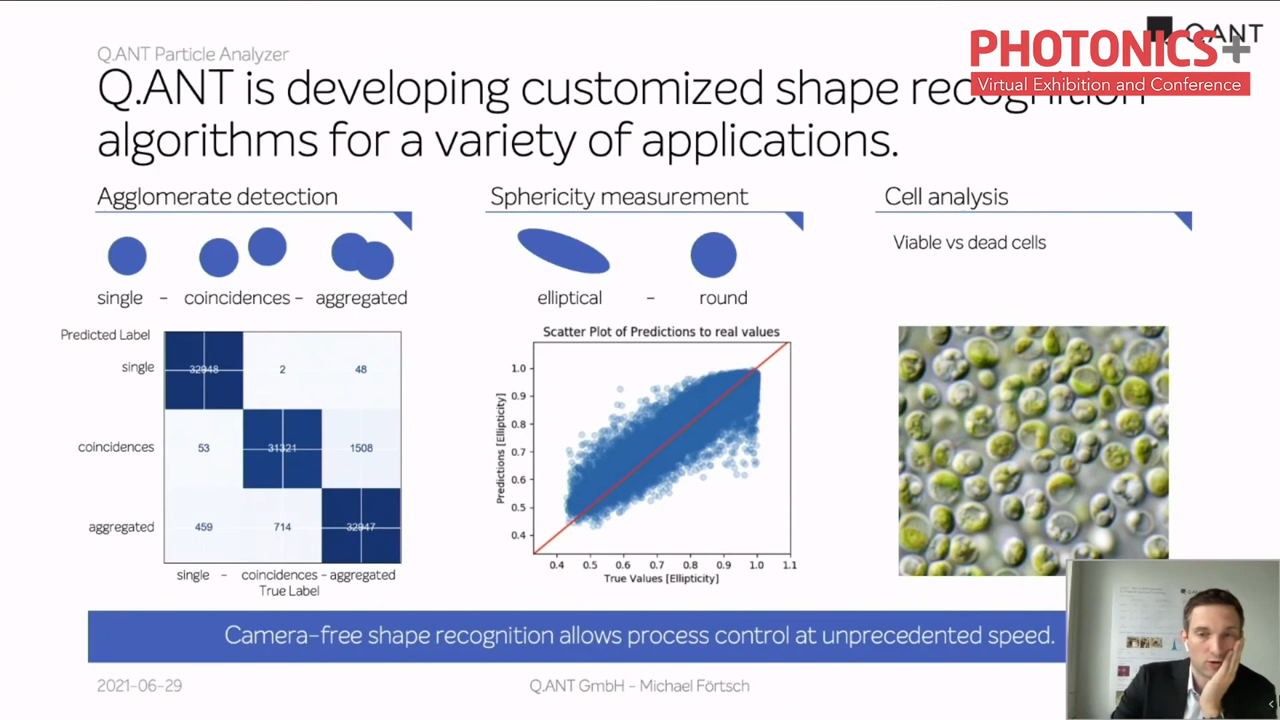 Q.ANT
PHOTONICS+
Virtual Exhibition and Conference
Q.ANT Particle Analyzer
Q.ANT is developing customized shape recognition
algorithms for a variety of applications.
Agglomerate detection
single - coincidences - aggregated
Predicted Label
single
32948 2 48
coincidences
53 31321 1508
aggregated
459 714 32947
single - coincidences - aggregated
True Label
Sphericity measurement
elliptical - round
Scatter Plot of Predictions to real values
Predictions [Ellipticity]
1.0
0.9
0.8
0.7
0.6
0.5
0.4
0.4 0.5 0.6 0.7 0.8 0.9 1.0 1.1
True Values [Ellipticity]
Cell analysis
Viable vs dead cells
Camera-free shape recognition allows process control at unprecedented speed.
2021-06-29
Q.ANT GmbH - Michael Förtsch